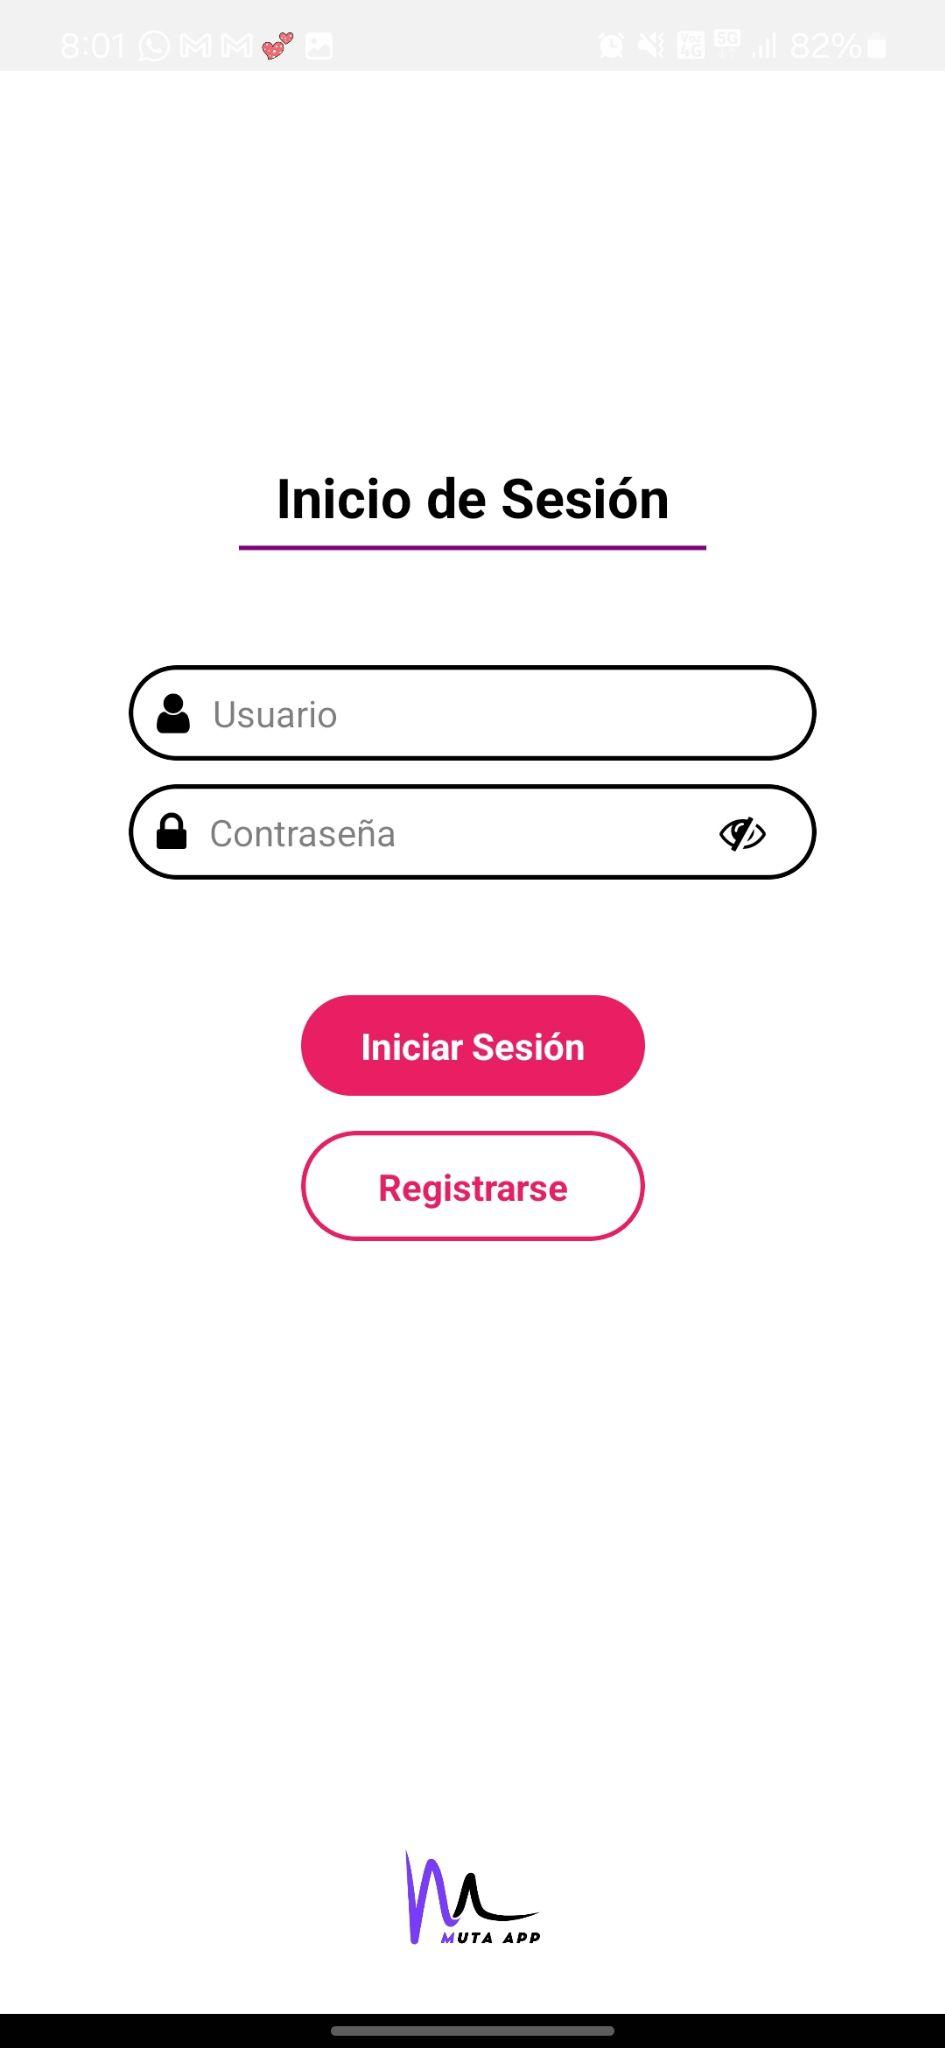 8:01 82%
Inicio de Sesión
Usuario
Contraseña
Iniciar Sesión
Registrarse
MUTA APP